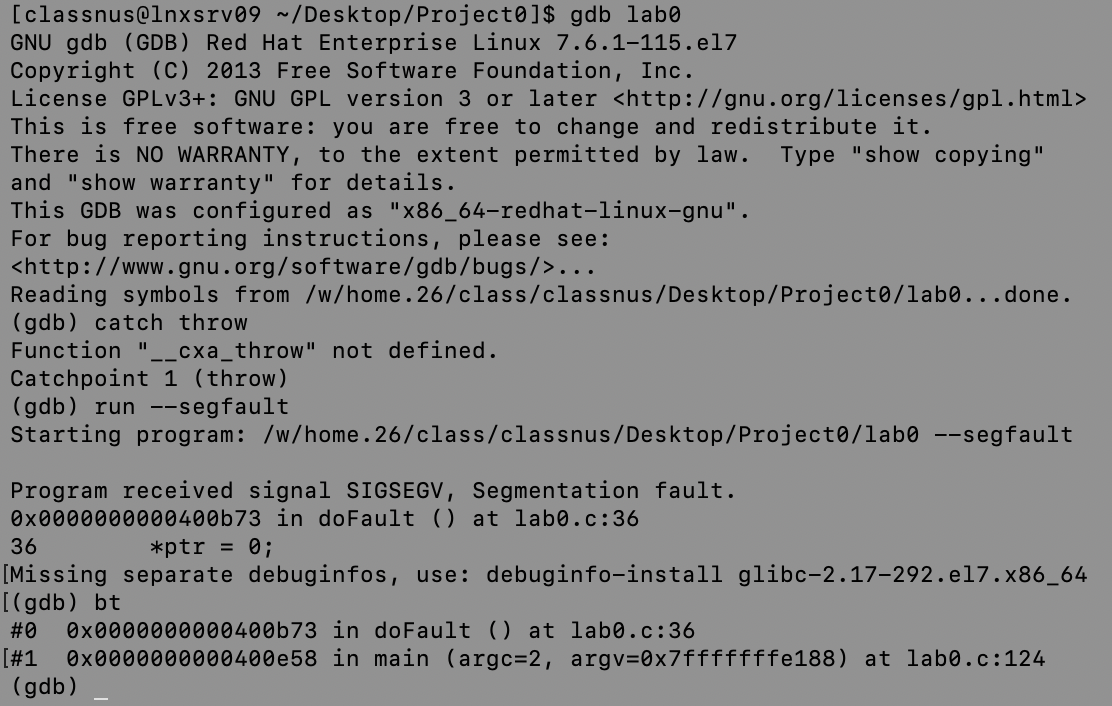 [classnus@lnxsrv09 ~/Desktop/Project0]$ gdb lab0
GNU gdb (GDB) Red Hat Enterprise Linux 7.6.1-115.el7
Copyright (C) 2013 Free Software Foundation, Inc.
License GPLv3+: GNU GPL version 3 or later <http://gnu.org/licenses/gpl.html>
This is free software: you are free to change and redistribute it.
There is NO WARRANTY, to the extent permitted by law.  Type "show copying"
and "show warranty" for details.
This GDB was configured as "x86_64-redhat-linux-gnu".
For bug reporting instructions, please see:
<http://www.gnu.org/software/gdb/bugs/>...
Reading symbols from /w/home.26/class/classnus/Desktop/Project0/lab0...done.
(gdb) catch throw
Function "__cxa_throw" not defined.
Catchpoint 1 (throw)
(gdb) run --segfault
Starting program: /w/home.26/class/classnus/Desktop/Project0/lab0 --segfault

Program received signal SIGSEGV, Segmentation fault.
0x0000000000400b73 in doFault () at lab0.c:36
36        *ptr = 0;
[Missing separate debuginfos, use: debuginfo-install glibc-2.17-292.el7.x86_64
[(gdb) bt
#0  0x0000000000400b73 in doFault () at lab0.c:36
[#1  0x0000000000400e58 in main (argc=2, argv=0x7fffffffe188) at lab0.c:124
(gdb) _